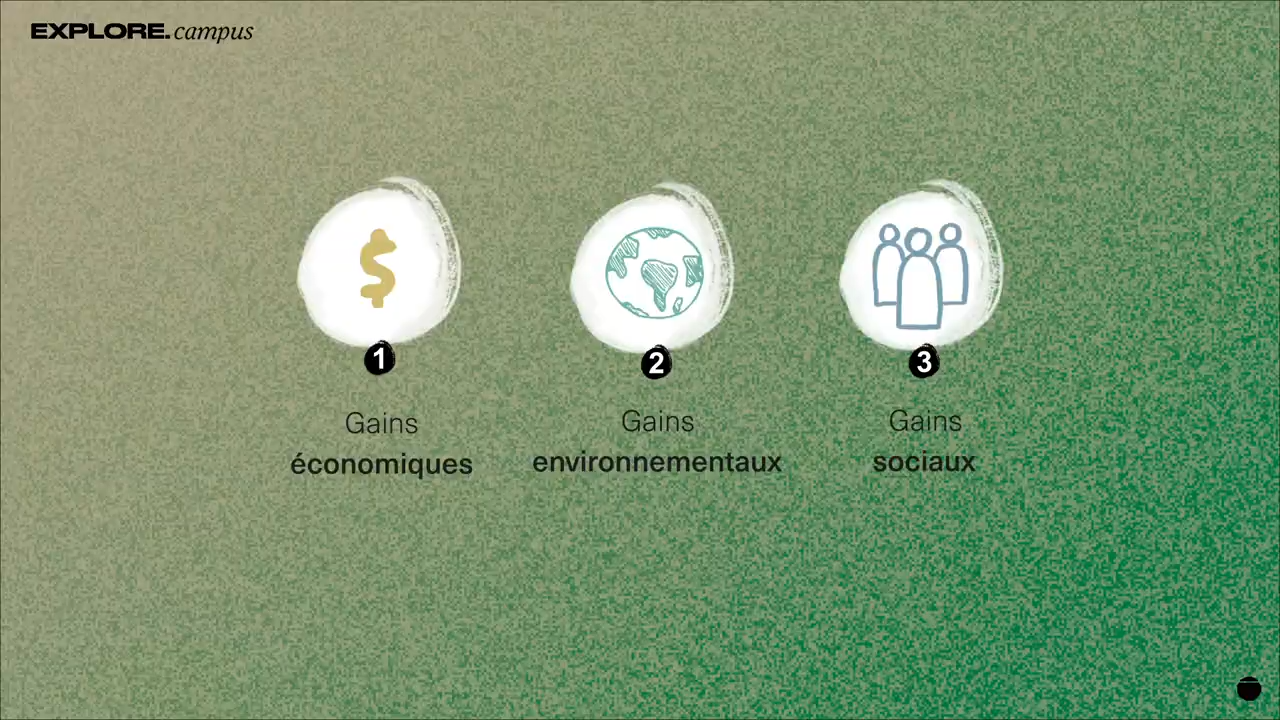 EXPLORE.campus
1
Gains
économiques
2
Gains
environnementaux
3
Gains
sociaux